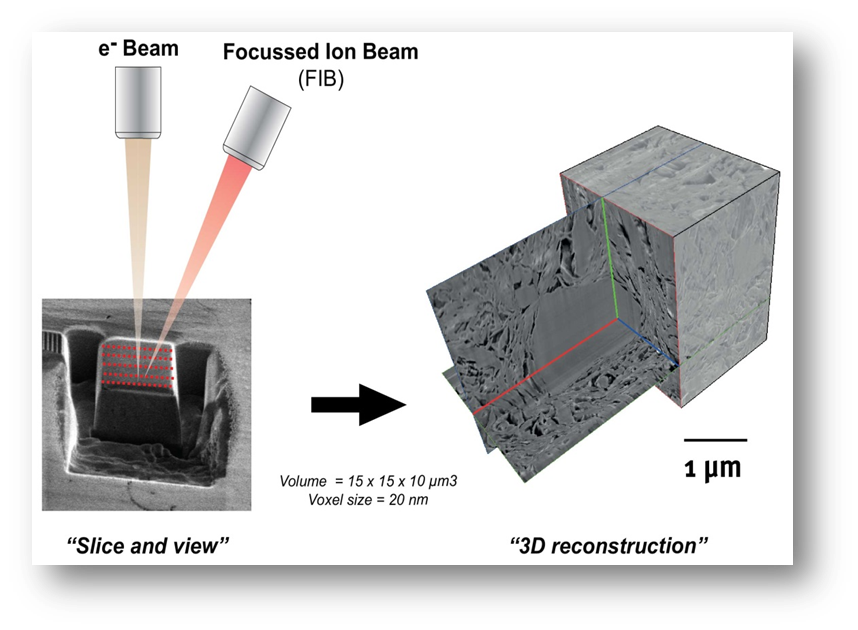 e- Beam
Focussed Ion Beam
(FIB)
Volume = 15 x 15 x 10 µm3
Voxel size = 20 nm
1 µm
“Slice and view”
“3D reconstruction”